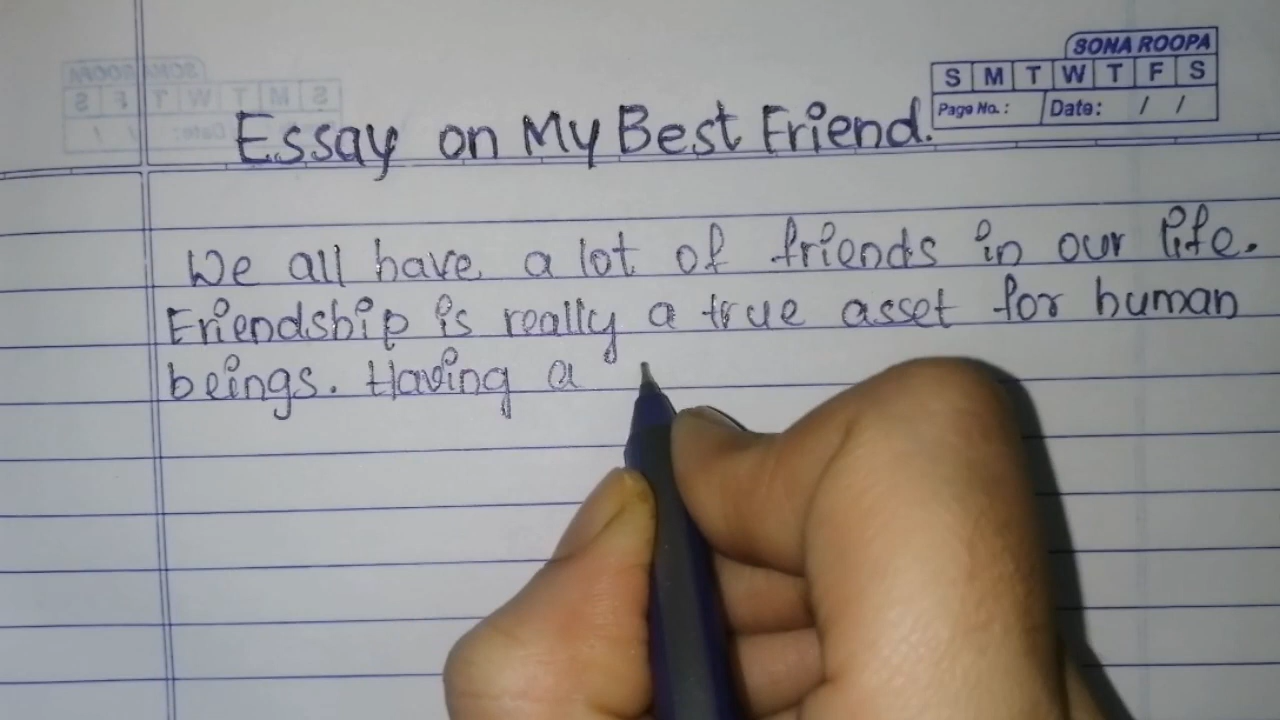 SONA ROOPA
S M T W T F S
Page No.: Date: / /
Essay on My Best Friend.
We all have a lot of friends in our life.
Friendship is really a true asset for human
beings. Having a